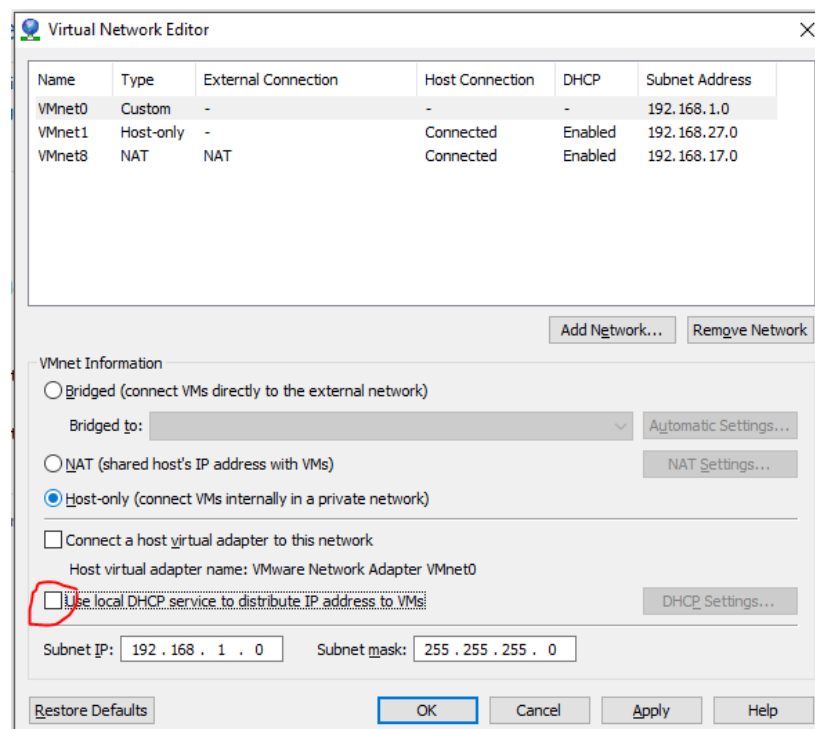 Virtual Network Editor
Name Type External Connection Host Connection DHCP Subnet Address
VMnet0 Custom - - - 192.168.1.0
VMnet1 Host-only - Connected Enabled 192.168.27.0
VMnet8 NAT NAT Connected Enabled 192.168.17.0
Add Network... Remove Network
VMnet Information
Bridged (connect VMs directly to the external network)
Bridged to: Automatic Settings...
NAT (shared host's IP address with VMs) NAT Settings...
Host-only (connect VMs internally in a private network)
Connect a host virtual adapter to this network
Host virtual adapter name: VMware Network Adapter VMnet0
Use local DHCP service to distribute IP address to VMs DHCP Settings...
Subnet IP: 192 . 168 . 1 . 0 Subnet mask: 255 . 255 . 255 . 0
Restore Defaults OK Cancel Apply Help